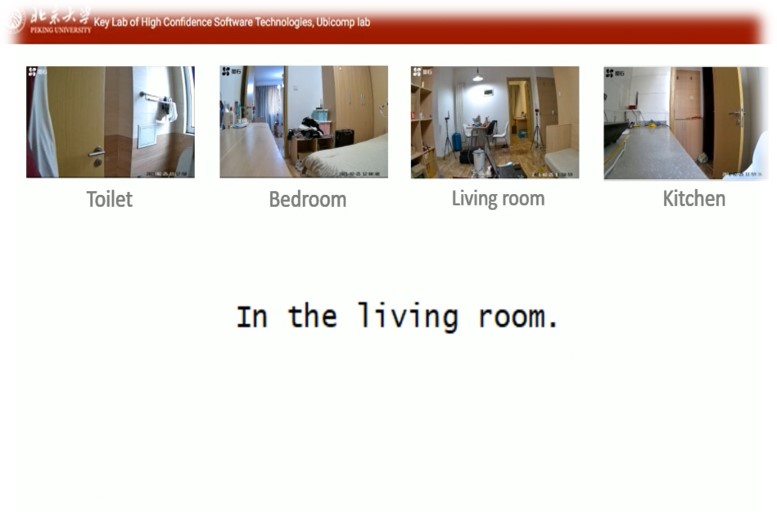 北京大学
PEKING UNIVERSITY
Key Lab of High Confidence Software Technologies, Ubicomp lab
Toilet
Bedroom
Living room
Kitchen
In the living room.